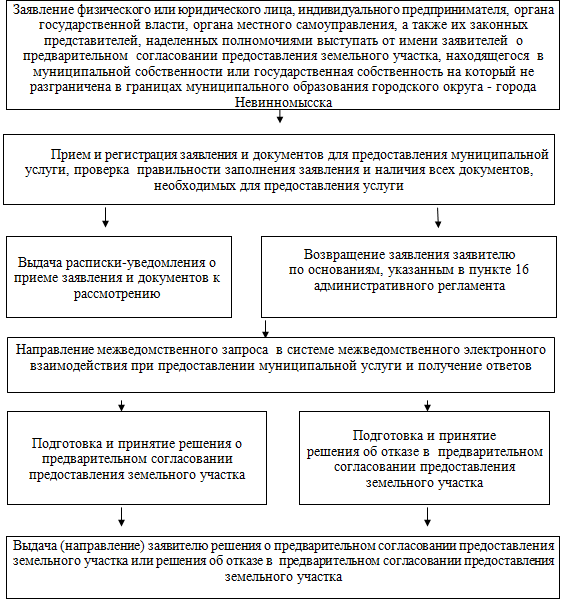 Заявление физического или юридического лица, индивидуального предпринимателя, органа
государственной власти, органа местного самоуправления, а также их законных
представителей, наделенных полномочиями выступать от имени заявителей о
предварительном согласовании предоставления земельного участка, находящегося в
муниципальной собственности или государственная собственность на который не
разграничена в границах муниципального образования городского округа - города
Невинномысска
Прием и регистрация заявления и документов для предоставления муниципальной
услуги, проверка правильности заполнения заявления и наличия всех документов,
необходимых для предоставления услуги
Выдача расписки-уведомления о
приеме заявления и документов к
рассмотрению
Возвращение заявления заявителю
по основаниям, указанным в пункте 16
административного регламента
Направление межведомственного запроса в системе межведомственного электронного
взаимодействия при предоставлении муниципальной услуги и получение ответов
Подготовка и принятие решения о
предварительном согласовании
предоставления земельного участка
Подготовка и принятие
решения об отказе в предварительном
согласовании предоставления
земельного участка
Выдача (направление) заявителю решения о предварительном согласовании предоставления
земельного участка или решения об отказе в предварительном согласовании предоставления
земельного участка